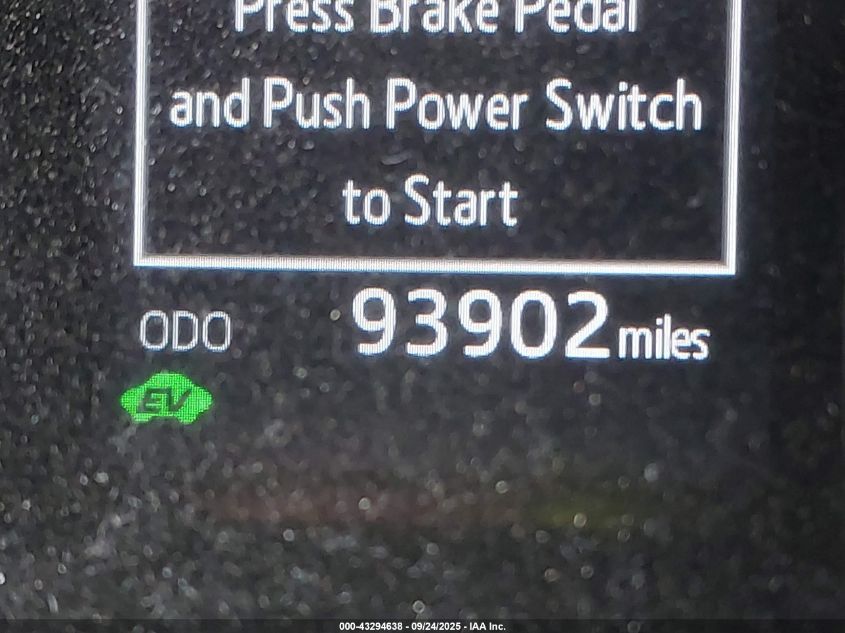 Press Brake Pedal
and Push Power Switch
to Start
ODO 93902 miles
EV
000-43294638 - 09/24/2025 - IAA Inc.